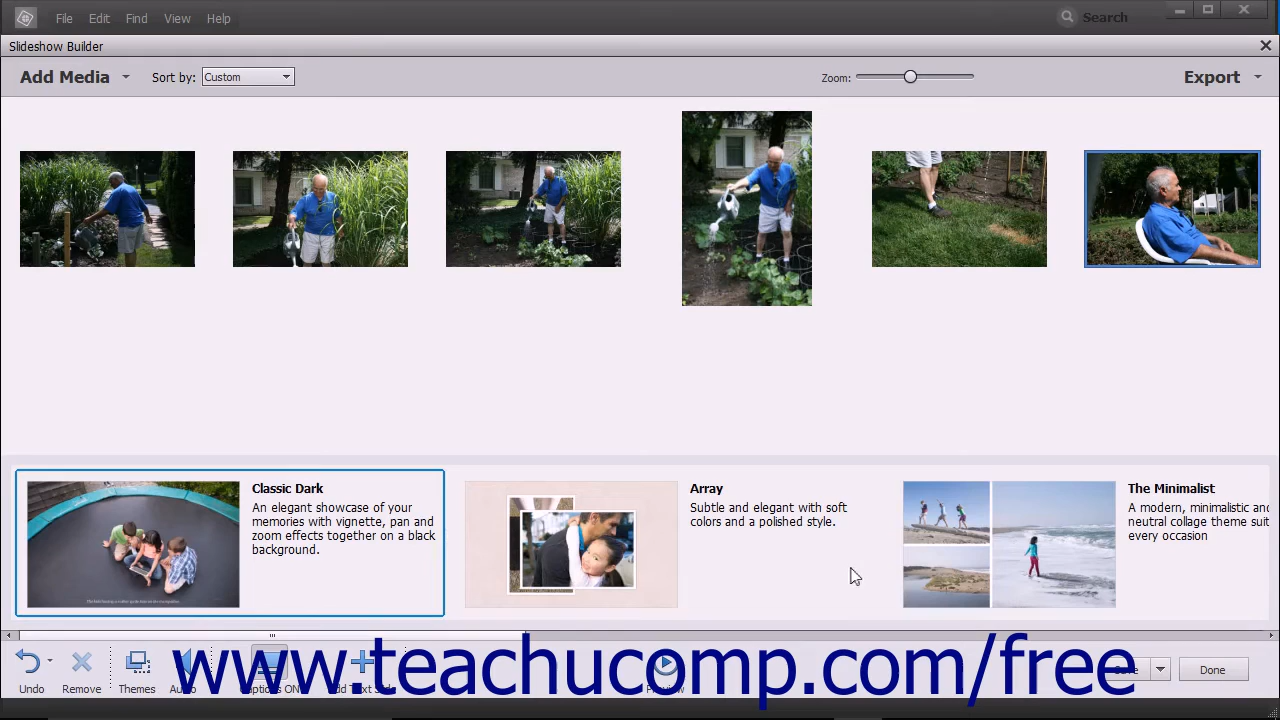 File Edit Find View Help Search
Slideshow Builder
Add Media Sort by: Custom Zoom: Export
Classic Dark
An elegant showcase of your
memories with vignette, pan and
zoom effects together on a black
background.
Array
Subtle and elegant with soft
colors and a polished style.
The Minimalist
A modern, minimalistic and
neutral collage themes suit
every occasion
www.teachucomp.com/free
Undo Remove Themes Done